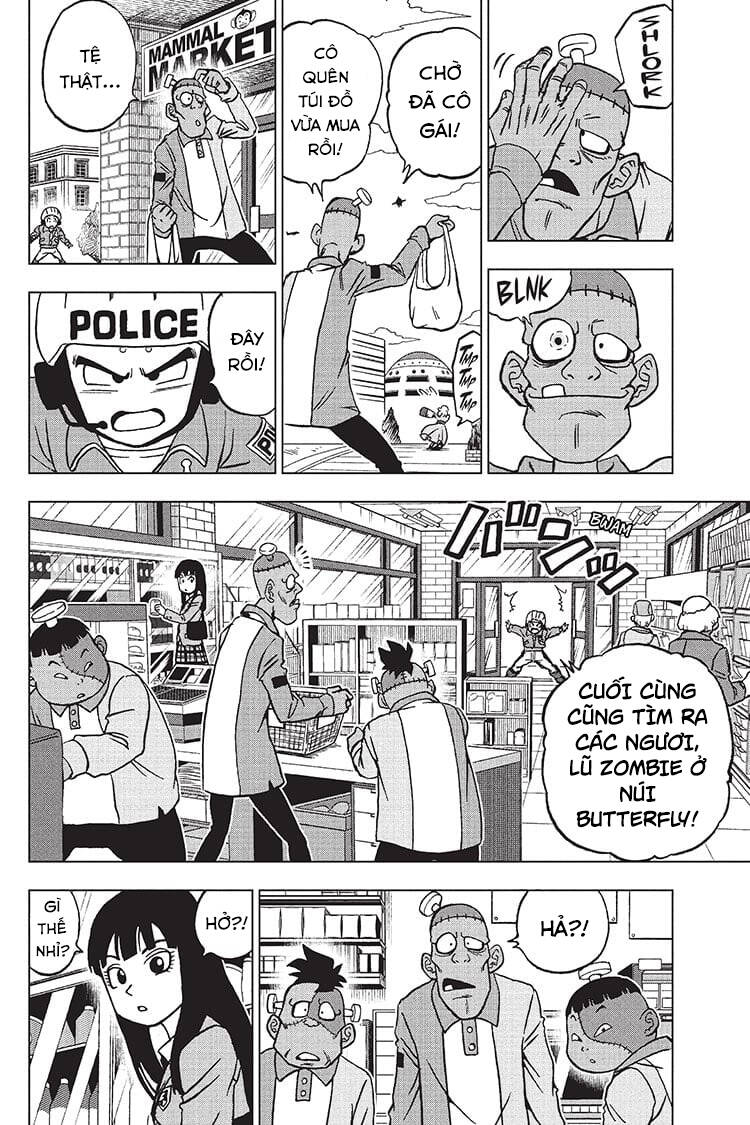 SHLORK
CHỜ
ĐÃ CÔ
GÁI!
CÔ
QUÊN
TÚI ĐỒ
VỪA MUA
RỒI!
MAMMAL
MARKET
TỆ
THẬT...
BLNK
TMP
TMP
TMP
POLICE
ĐÂY
RỒI!
BWAM
CUỐI CÙNG
CŨNG TÌM RA
CÁC NGƯƠI,
LŨ ZOMBIE Ở
NÚI
BUTTERFLY!
HẢ?!
HỞ?!
GÌ
THẾ
NHỈ?